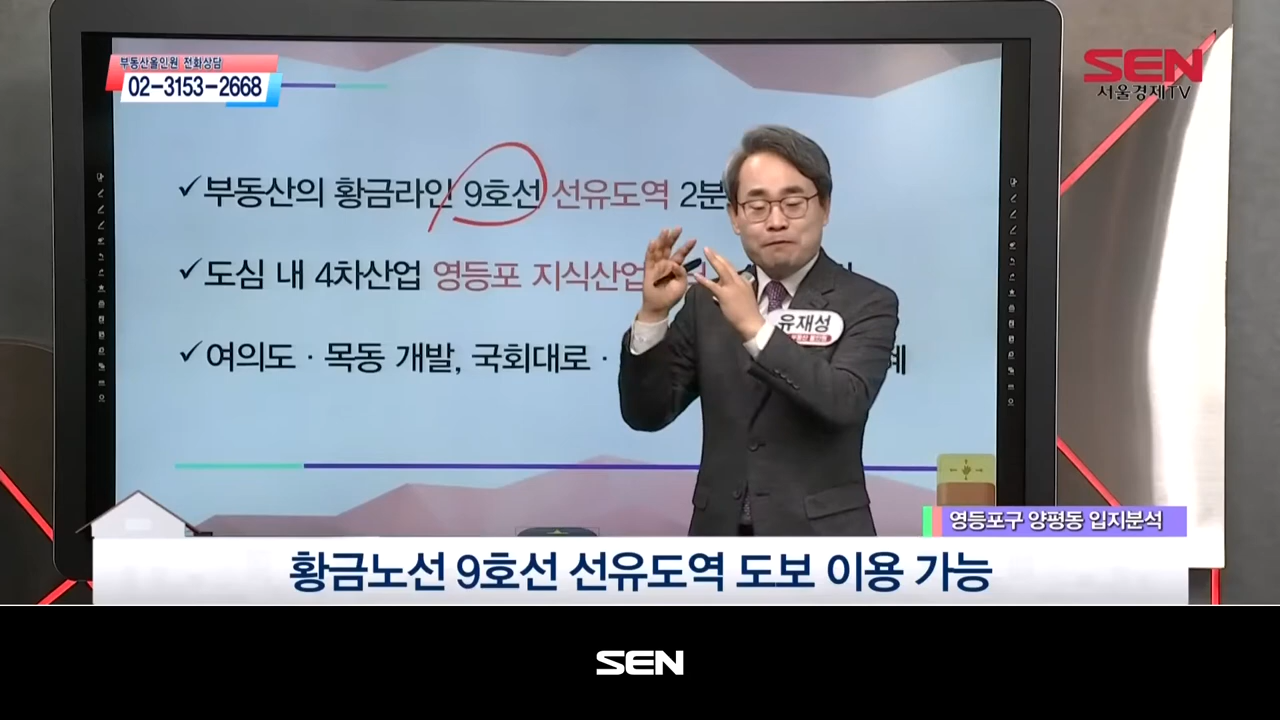 부동산올인원 전화상담
02-3153-2668
SEN
서울경제TV
✓부동산의 황금라인 9호선 선유도역 2분
✓도심 내 4차산업 영등포 지식산업
✓여의도 · 목동 개발, 국회대로 ·
유재성
영등포구 양평동 입지분석
황금노선 9호선 선유도역 도보 이용 가능
SEN